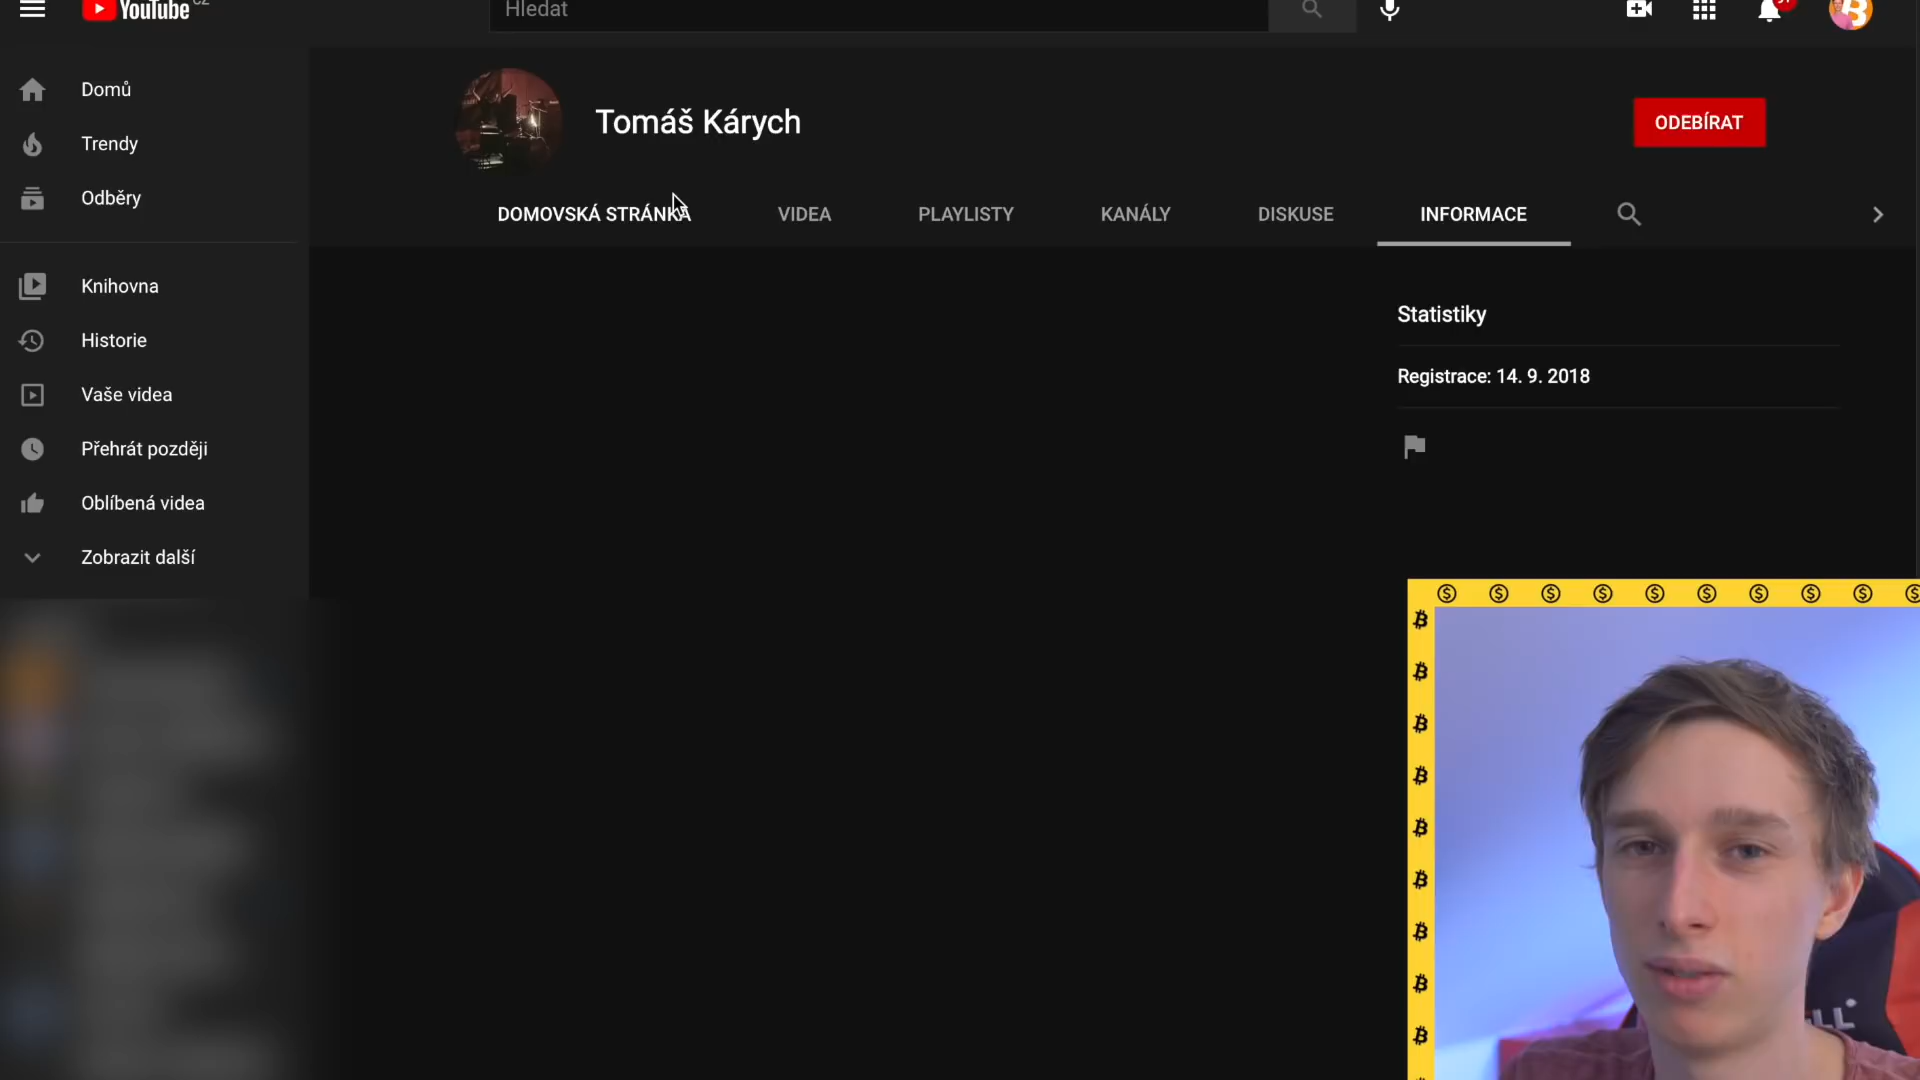 YouTube CZ
Hledat
Domů
Trendy
Odběry
Knihovna
Historie
Vaše videa
Přehrát později
Oblíbená videa
Zobrazit další
Tomáš Kárych
ODEBÍRAT
DOMOVSKÁ STRÁNKA
VIDEA
PLAYLISTY
KANÁLY
DISKUSE
INFORMACE
Statistiky
Registrace: 14. 9. 2018